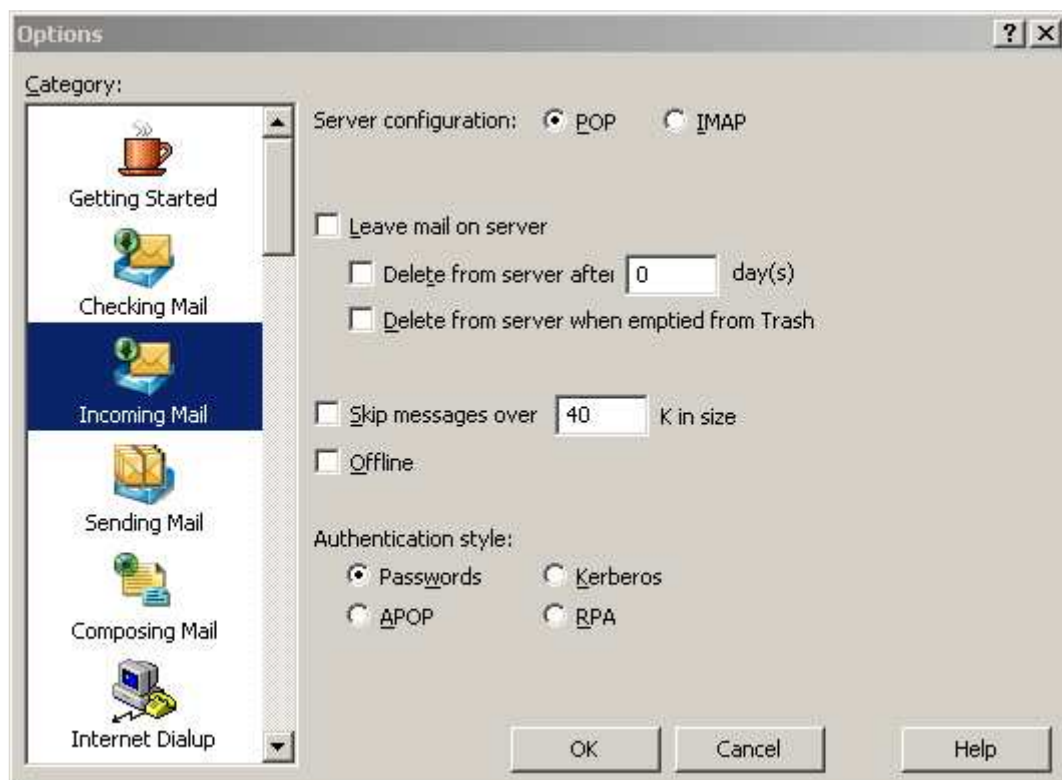 Options
Category:
Getting Started
Checking Mail
Incoming Mail
Sending Mail
Composing Mail
Internet Dialup
Server configuration: POP IMAP
Leave mail on server
Delete from server after 0 day(s)
Delete from server when emptied from Trash
Skip messages over 40 K in size
Offline
Authentication style:
Passwords Kerberos
APOP RPA
OK Cancel Help